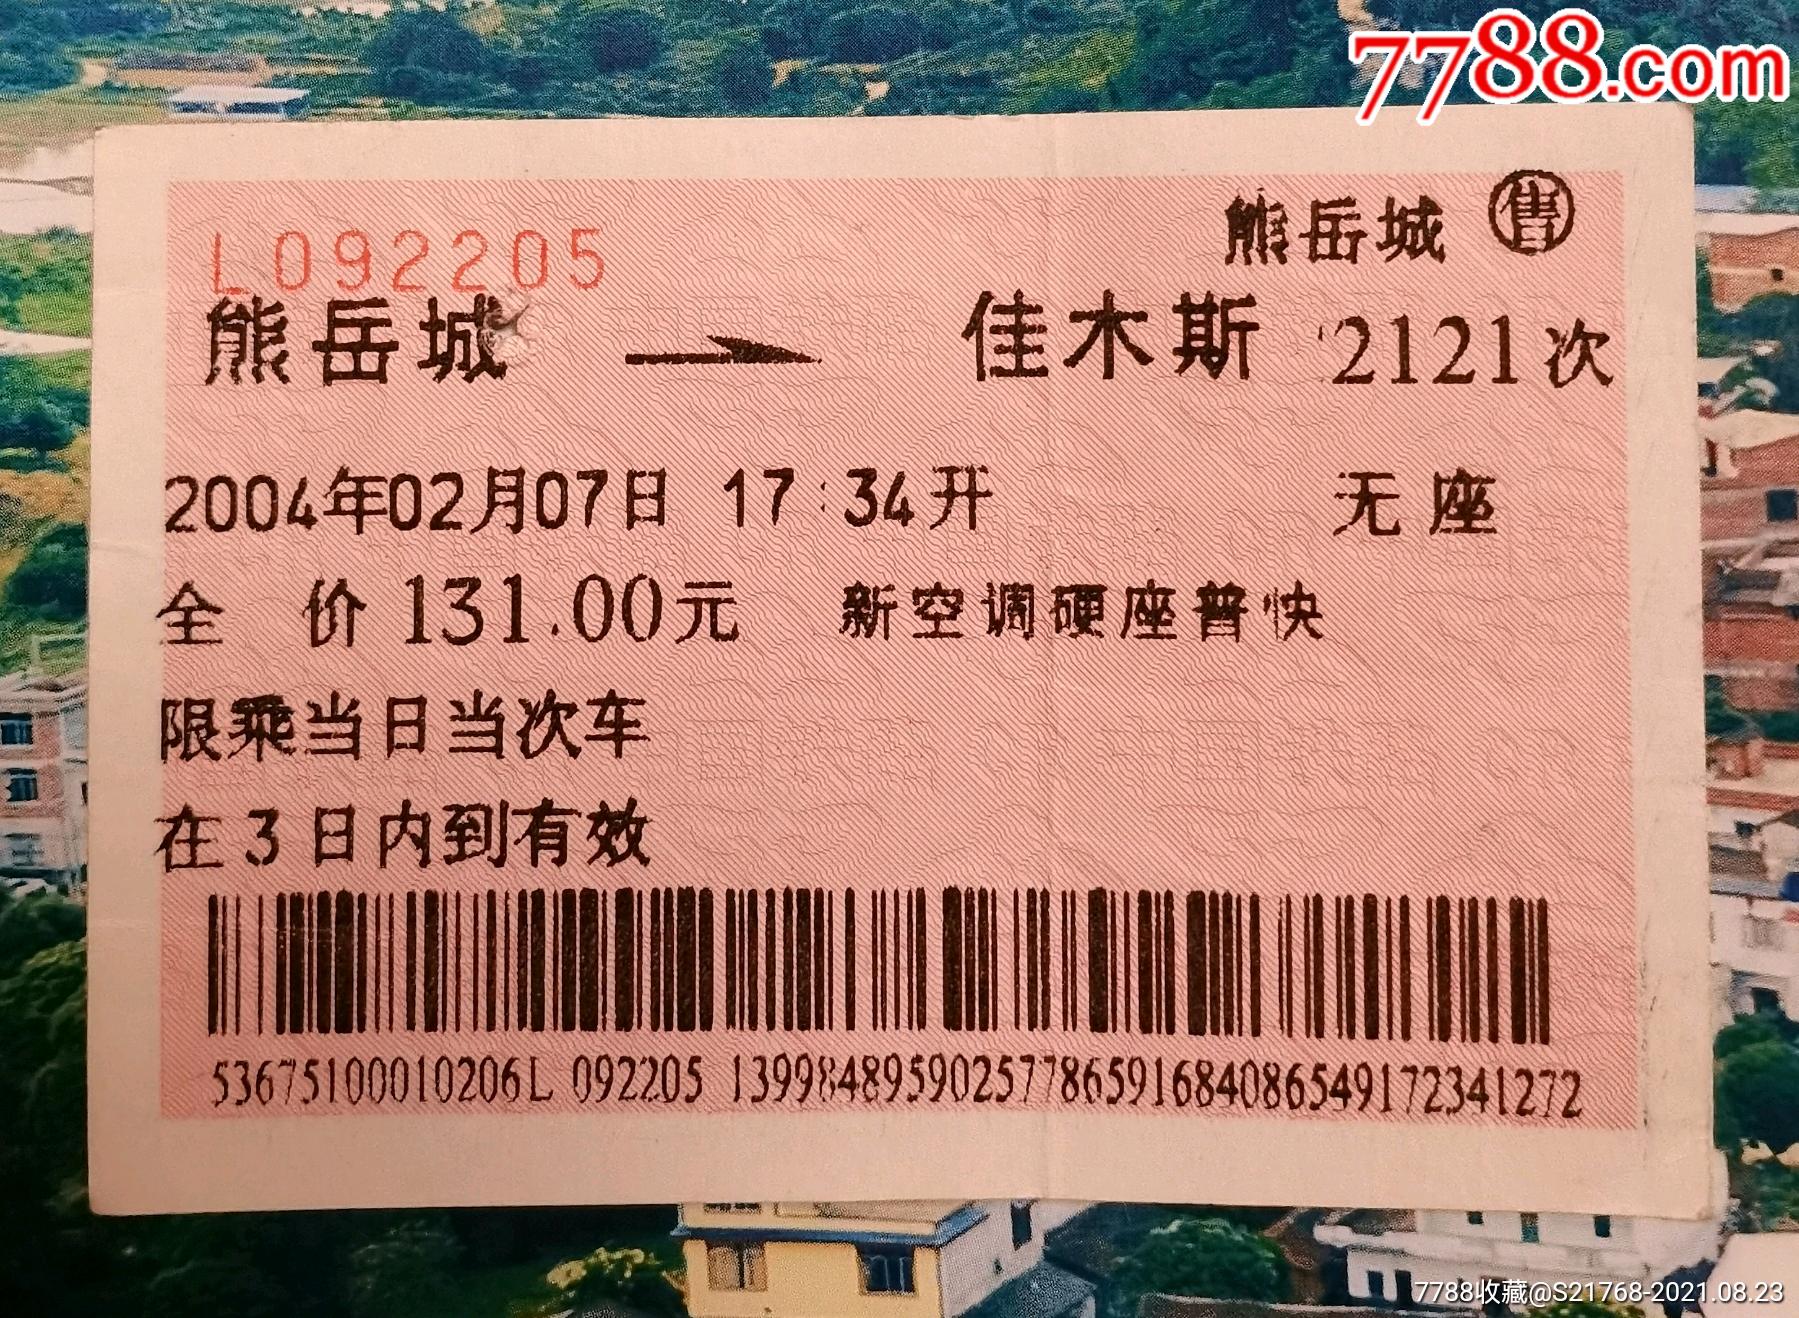 7788.com
熊岳城 售
L092205
熊岳城 → 佳木斯 2121次
2004年02月07日 17:34开 无座
全 价 131.00元 新空调硬座普快
限乘当日当次车
在3日内到有效
53675100010206L 092205 1399848959025778659168408654917234127​2
7788收藏@S21768-2021.08.23